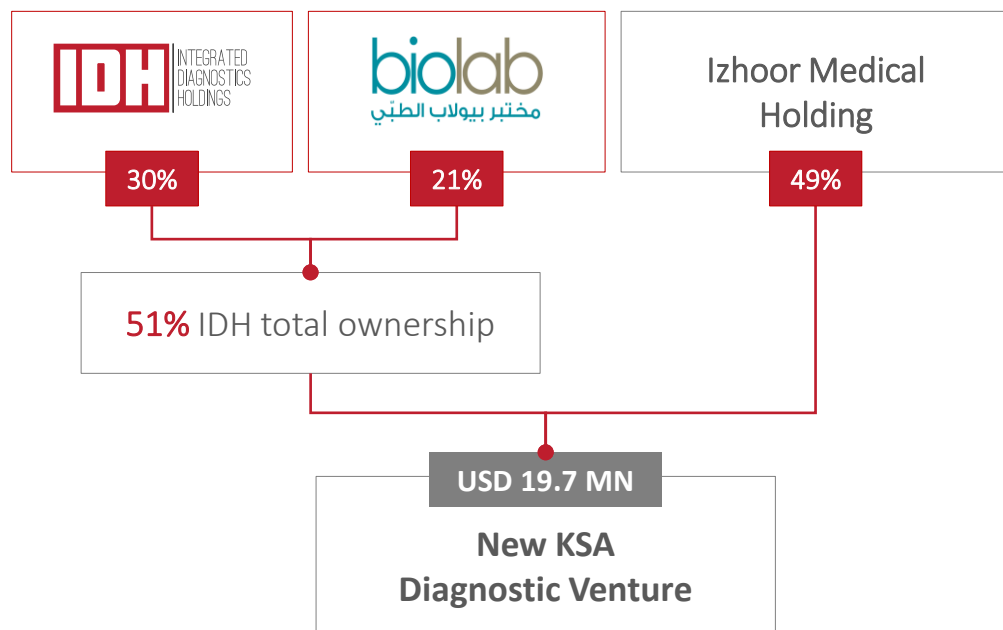 IDH
INTEGRATED
DIAGNOSTICS
HOLDINGS
biolab
مختبر بيولاب الطبّي
Izhoor Medical
Holding
30%
21%
49%
51% IDH total ownership
USD 19.7 MN
New KSA
Diagnostic Venture